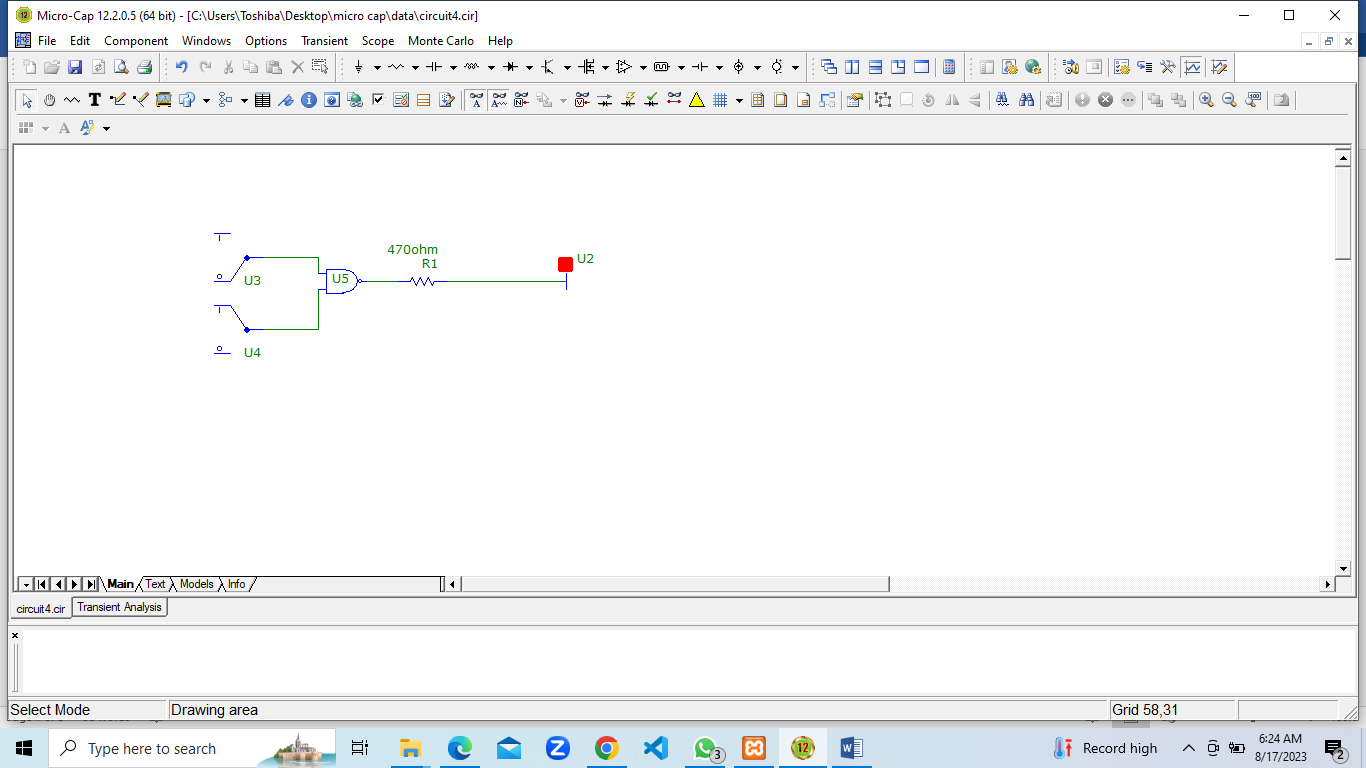 Micro-Cap 12.2.0.5 (64 bit) - [C:\Users\Toshiba\Desktop\micro cap\data\circuit4.cir]
File Edit Component Windows Options Transient Scope Monte Carlo Help
470ohm
R1
U2
U3
U5
U4
Main Text Models Info
circuit4.cir Transient Analysis
Select Mode Drawing area Grid 58,31
Type here to search
3
12
Record high
6:24 AM
8/17/2023
2